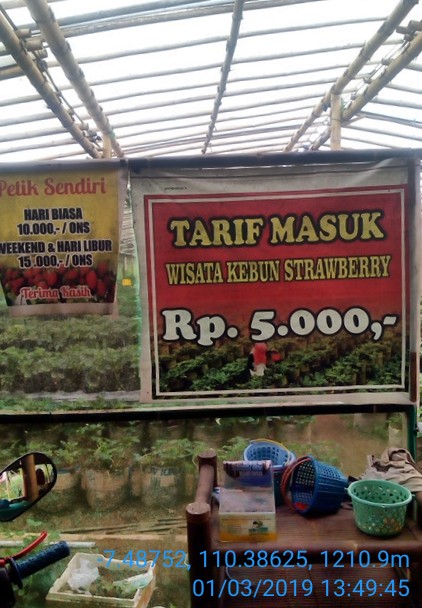 Petik Sendiri
HARI BIASA
10.000,- / ONS
WEEKEND & HARI LIBUR
15.000,- / ONS
Terima Kasih
TARIF MASUK
WISATA KEBUN STRAWBERRY
Rp. 5.000,-
-7.48752, 110.38625, 1210.9m
01/03/2019 13:49:45